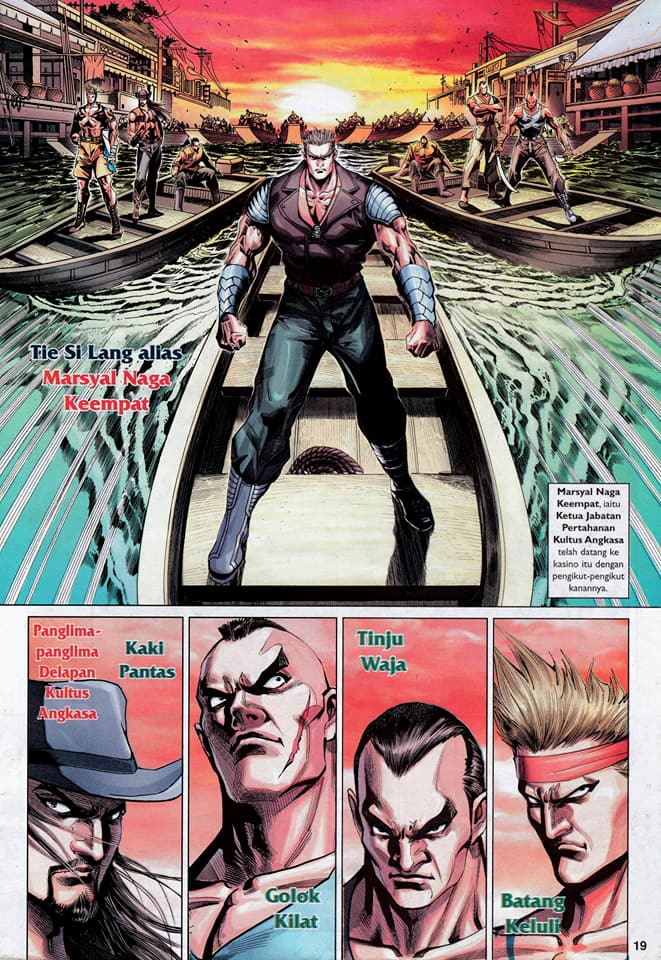 Tie Si Lang alias
Marsyal Naga
Keempat
Marsyal Naga
Keempat, iaitu
Ketua Jabatan
Pertahanan
Kultus Angkasa
telah datang ke
kasino itu dengan
pengikut-pengikut
kanannya.
Panglima-
panglima
Delapan
Kultus
Angkasa
Kaki
Pantas
Golok
Kilat
Tinju
Waja
Batang
Keluli
19